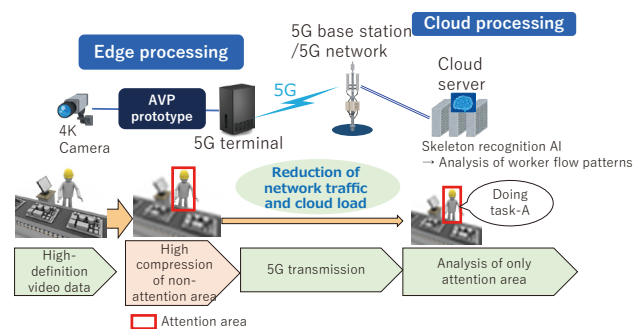 Edge processing
5G base station
/5G network
Cloud processing
4K
Camera
AVP
prototype
5G terminal
5G
Cloud
server
Skeleton recognition AI
→ Analysis of worker flow patterns
Reduction of
network traffic
and cloud load
Doing
task-A
High-
definition
video data
High
compression
of non-
attention area
5G transmission
Analysis of only
attention area
Attention area